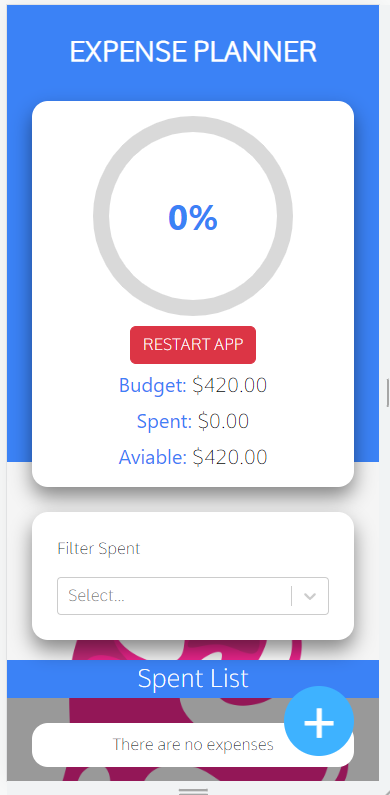 EXPENSE PLANNER
0%
RESTART APP
Budget: $420.00
Spent: $0.00
Aviable: $420.00
Filter Spent
Select...
Spent List
There are no expenses
+